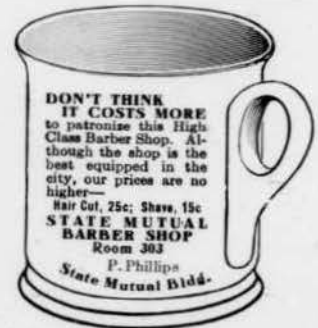 DON'T THINK
IT COSTS MORE
to patronize this High
Class Barber Shop. Al-
though the shop is the
best equipped in the
city, our prices are no
higher—
Hair Cut, 25c; Shave, 15c
STATE MUTUAL
BARBER SHOP
Room 303
P. Phillips
State Mutual Bldg.